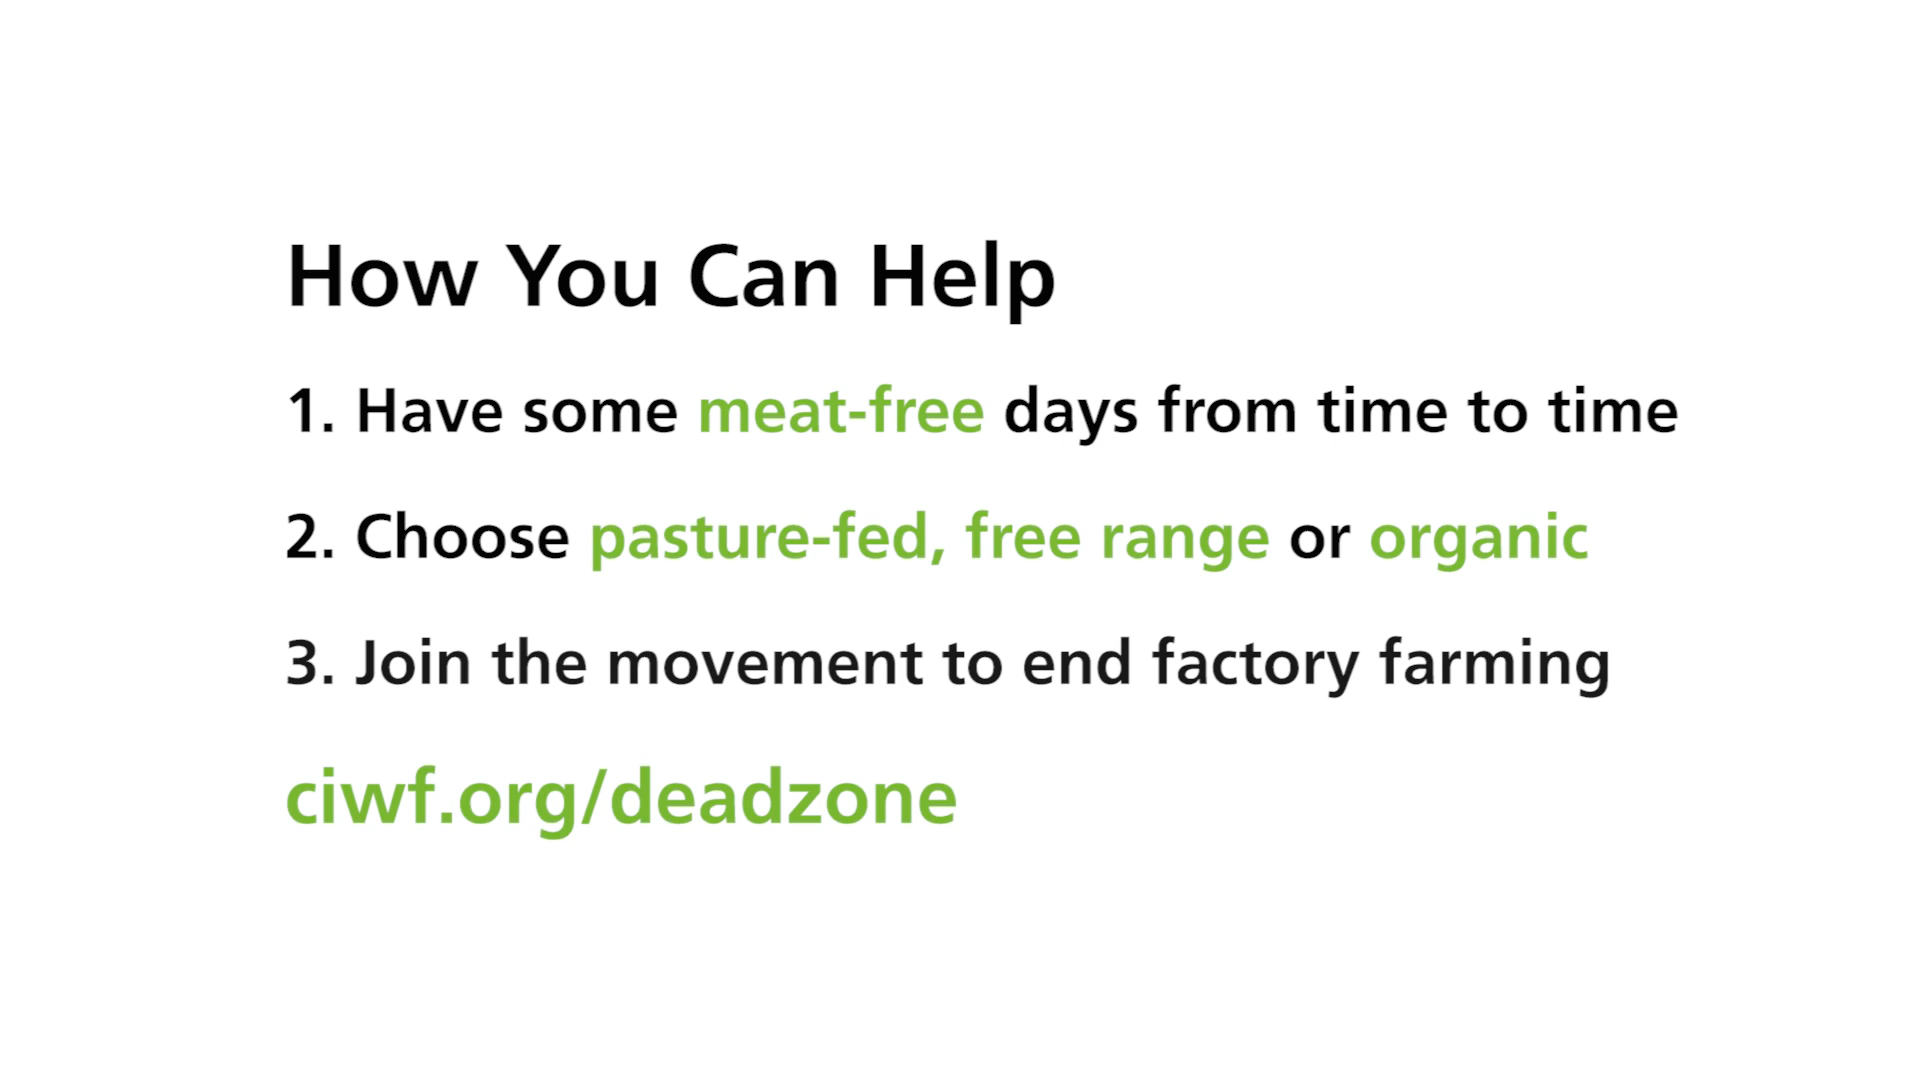 How You Can Help
1. Have some meat-free days from time to time
2. Choose pasture-fed, free range or organic
3. Join the movement to end factory farming
ciwf.org/deadzone